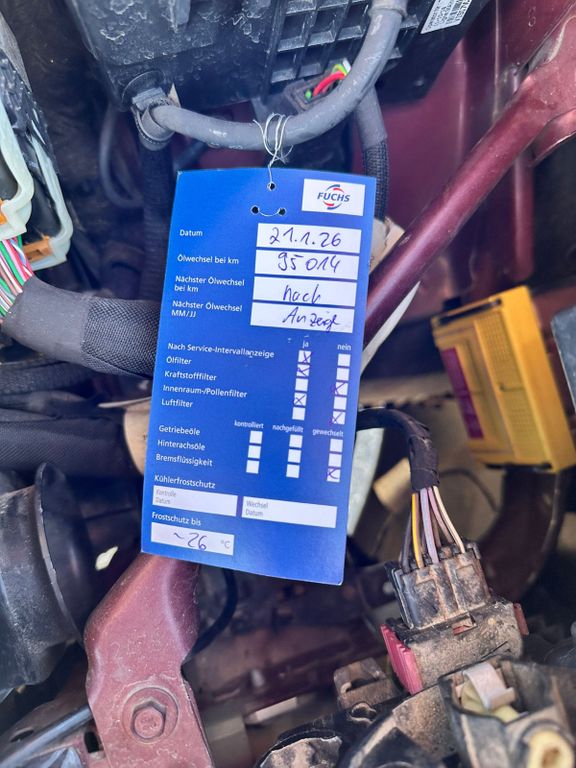 FUCHS
Datum 21.1.26
Ölwechsel bei km 95014
Nächster Ölwechsel bei km nach
Nächster Ölwechsel MM/JJ Anzeige
ja nein
Nach Service-Intervallanzeige
Ölfilter
Kraftstofffilter
Innenraum-/Pollenfilter
Luftfilter
kontrolliert nachgefüllt gewechselt
Getriebeöle
Hinterachsöle
Bremsflüssigkeit
Kühlerfrostschutz
Kontrolle Datum
Wechsel Datum
Frostschutz bis
~26 °C